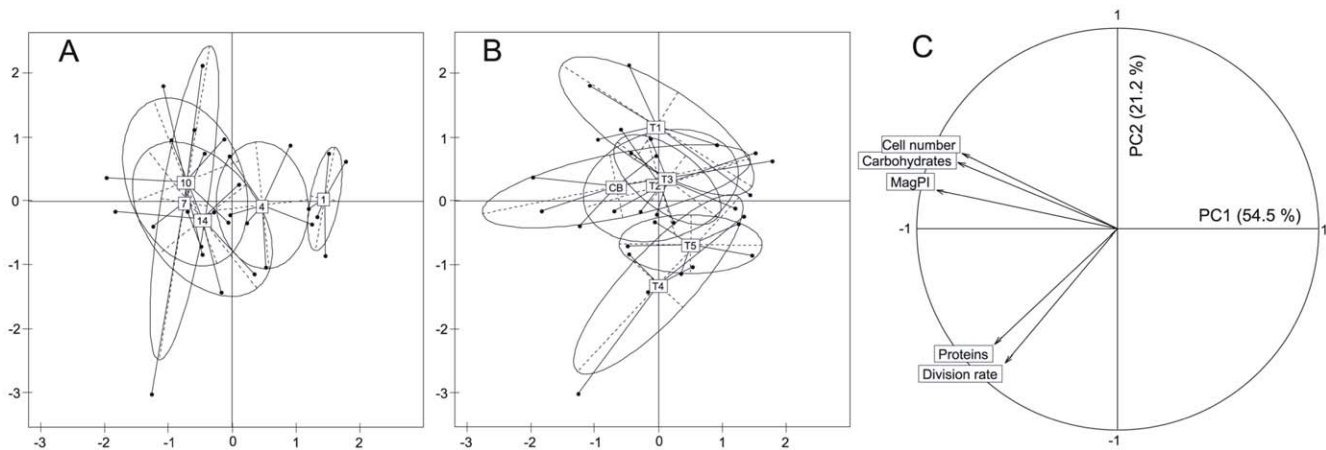 A
2
1
0
-1
-2
-3
-3
-2
-1
0
1
2
10
7
14
4
1
B
2
1
0
-1
-2
-3
-3
-2
-1
0
1
2
T1
T3
T2
CB
T5
T4
C
1
PC2 (21.2 %)
Cell number
Carbohydrates
MagPI
PC1 (54.5 %)
-1
1
Proteins
Division rate
-1